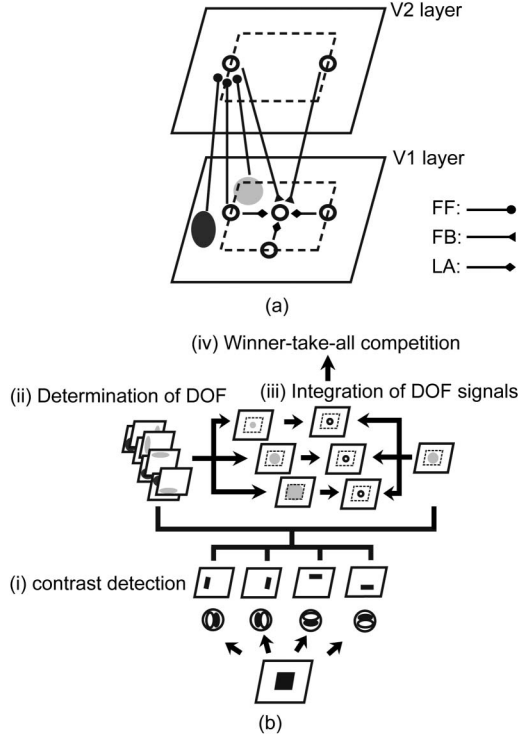 V2 layer
V1 layer
FF:
FB:
LA:
(a)
(iv) Winner-take-all competition
(ii) Determination of DOF
(iii) Integration of DOF signals
(i) contrast detection
(b)